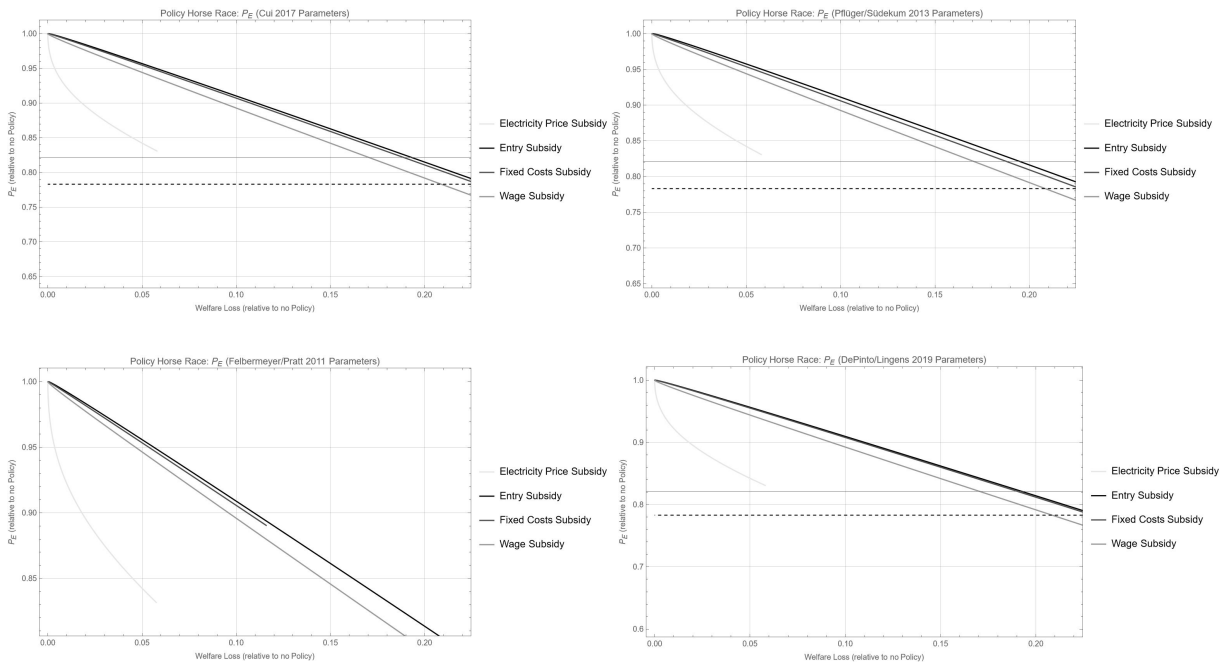 Policy Horse Race: P_E (Cui 2017 Parameters)
P_E (relative to no Policy)
1.00
0.95
0.90
0.85
0.80
0.75
0.70
0.65
0.00
0.05
0.10
0.15
0.20
Welfare Loss (relative to no Policy)
Electricity Price Subsidy
Entry Subsidy
Fixed Costs Subsidy
Wage Subsidy
Policy Horse Race: P_E (Pflüger/Südekum 2013 Parameters)
P_E (relative to no Policy)
1.00
0.95
0.90
0.85
0.80
0.75
0.70
0.65
0.00
0.05
0.10
0.15
0.20
Welfare Loss (relative to no Policy)
Electricity Price Subsidy
Entry Subsidy
Fixed Costs Subsidy
Wage Subsidy
Policy Horse Race: P_E (Felbermeyer/Pratt 2011 Parameters)
P_E (relative to no Policy)
1.00
0.95
0.90
0.85
0.00
0.05
0.10
0.15
0.20
Welfare Loss (relative to no Policy)
Electricity Price Subsidy
Entry Subsidy
Fixed Costs Subsidy
Wage Subsidy
Policy Horse Race: P_E (DePinto/Lingens 2019 Parameters)
P_E (relative to no Policy)
1.0
0.9
0.8
0.7
0.6
0.00
0.05
0.10
0.15
0.20
Welfare Loss (relative to no Policy)
Electricity Price Subsidy
Entry Subsidy
Fixed Costs Subsidy
Wage Subsidy